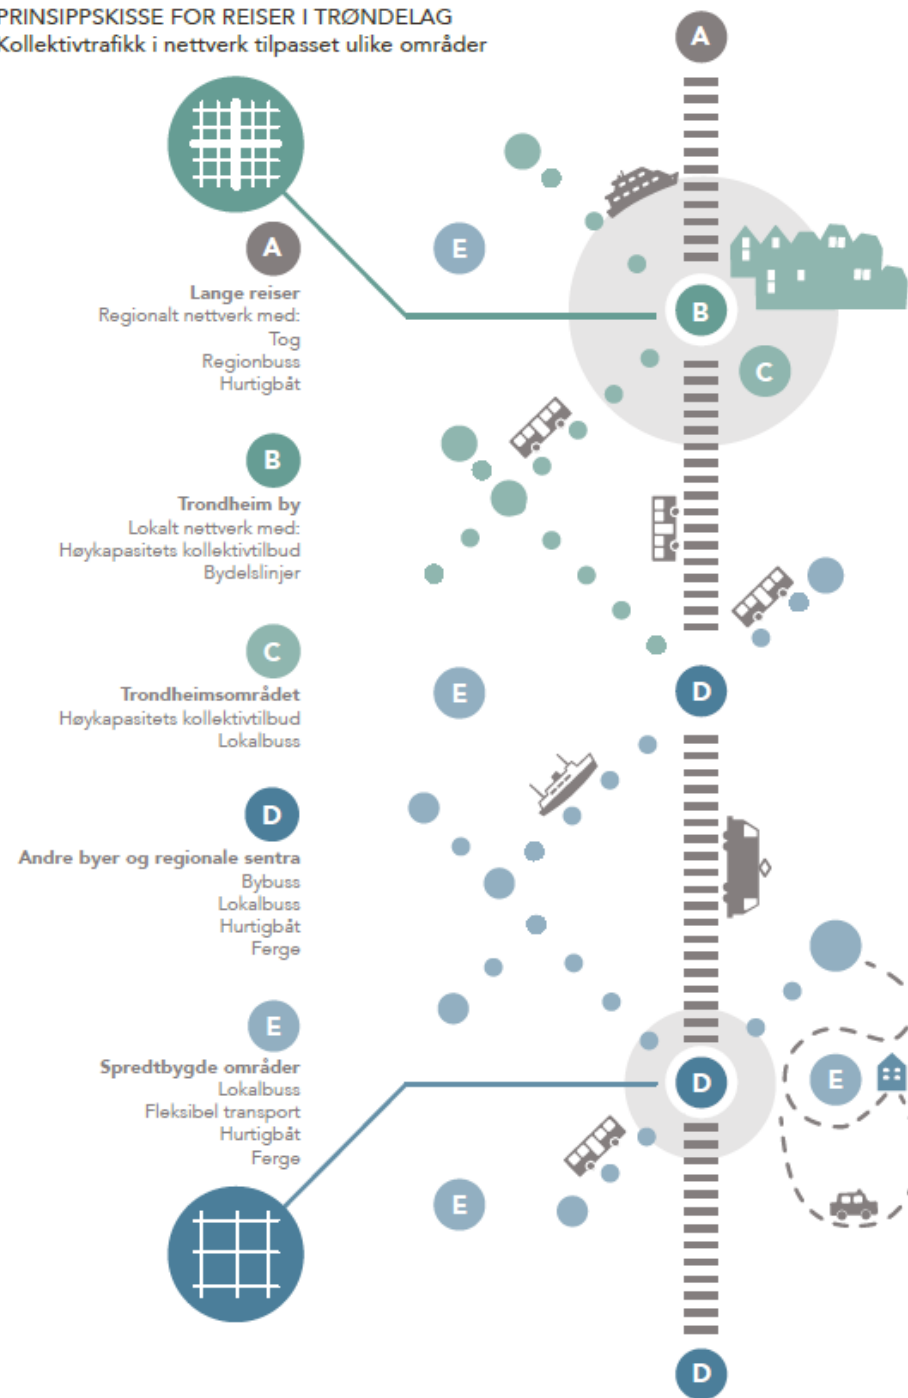 PRINSIPPSKISSE FOR REISER I TRØNDELAG
Kollektivtrafikk i nettverk tilpasset ulike områder
A
E
A
Lange reiser
Regionalt nettverk med:
Tog
Regionbuss
Hurtigbåt
B
C
B
Trondheim by
Lokalt nettverk med:
Høykapasitets kollektivtilbud
Bydelslinjer
C
Trondheimsområdet
Høykapasitets kollektivtilbud
Lokalbuss
E
D
D
Andre byer og regionale sentra
Bybuss
Lokalbuss
Hurtigbåt
Ferge
E
Spredtbygde områder
Lokalbuss
Fleksibel transport
Hurtigbåt
Ferge
D
E
E
D